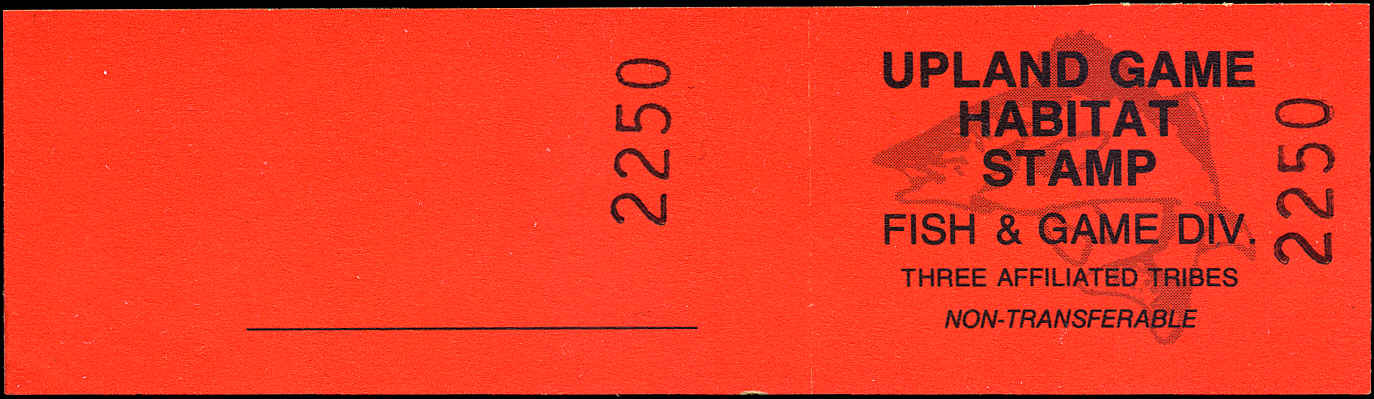 2250
UPLAND GAME
HABITAT
STAMP
FISH & GAME DIV.
THREE AFFILIATED TRIBES
NON-TRANSFERABLE
2250